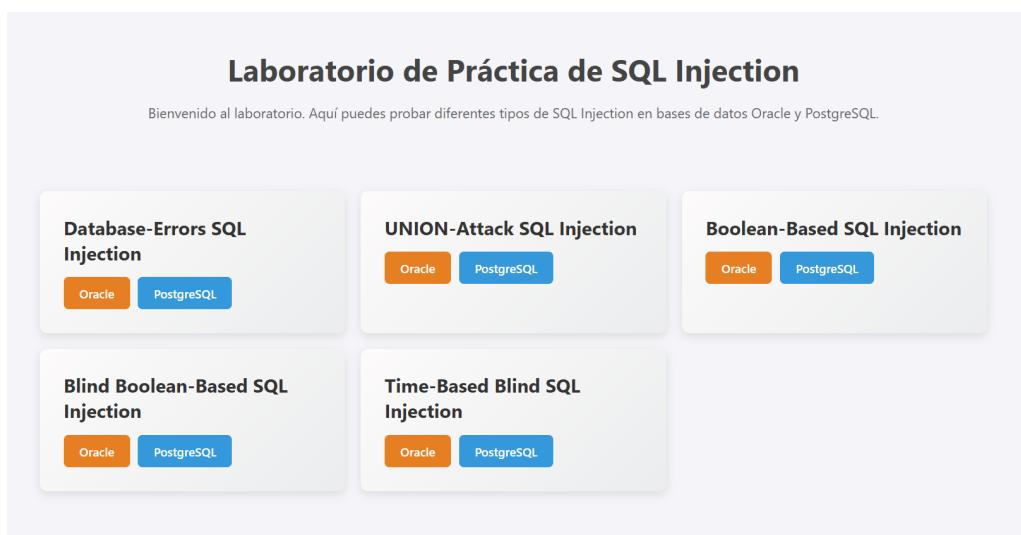 Laboratorio de Práctica de SQL Injection
Bienvenido al laboratorio. Aquí puedes probar diferentes tipos de SQL Injection en bases de datos Oracle y PostgreSQL.
Database-Errors SQL
Injection
Oracle PostgreSQL
UNION-Attack SQL Injection
Oracle PostgreSQL
Boolean-Based SQL Injection
Oracle PostgreSQL
Blind Boolean-Based SQL
Injection
Oracle PostgreSQL
Time-Based Blind SQL
Injection
Oracle PostgreSQL